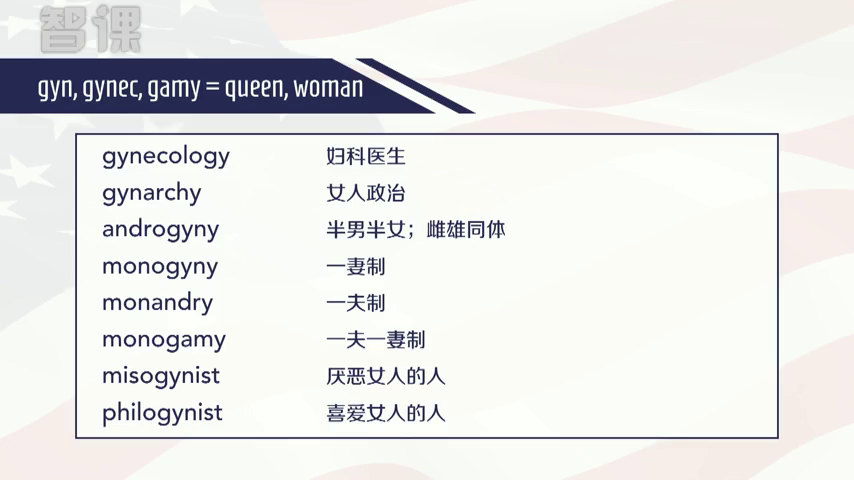 智课
gyn, gynec, gamy = queen, woman
gynecology 妇科医生
gynarchy 女人政治
androgyny 半男半女；雌雄同体
monogyny 一妻制
monandry 一夫制
monogamy 一夫一妻制
misogynist 厌恶女人的人
philogynist 喜爱女人的人